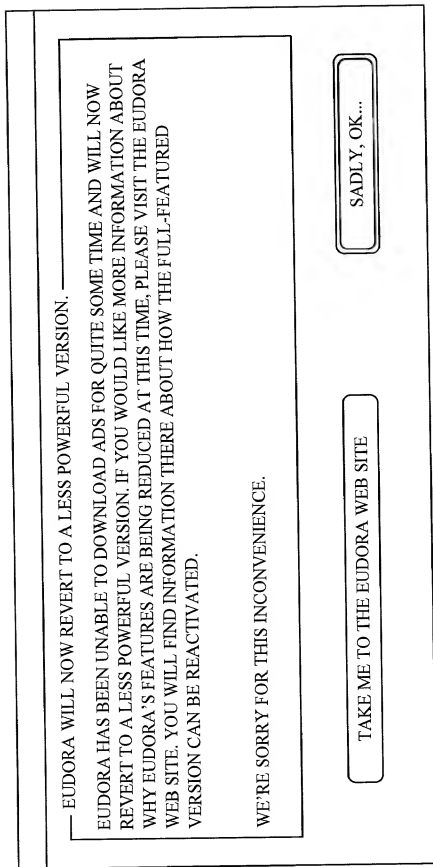 EUDORA WILL NOW REVERT TO A LESS POWERFUL VERSION.
EUDORA HAS BEEN UNABLE TO DOWNLOAD ADS FOR QUITE SOME TIME AND WILL NOW
REVERT TO A LESS POWERFUL VERSION. IF YOU WOULD LIKE MORE INFORMATION ABOUT
WHY EUDORA'S FEATURES ARE BEING REDUCED AT THIS TIME, PLEASE VISIT THE EUDORA
WEB SITE. YOU WILL FIND INFORMATION THERE ABOUT HOW THE FULL-FEATURED
VERSION CAN BE REACTIVATED.
WE'RE SORRY FOR THIS INCONVENIENCE.
TAKE ME TO THE EUDORA WEB SITE
SADLY, OK...